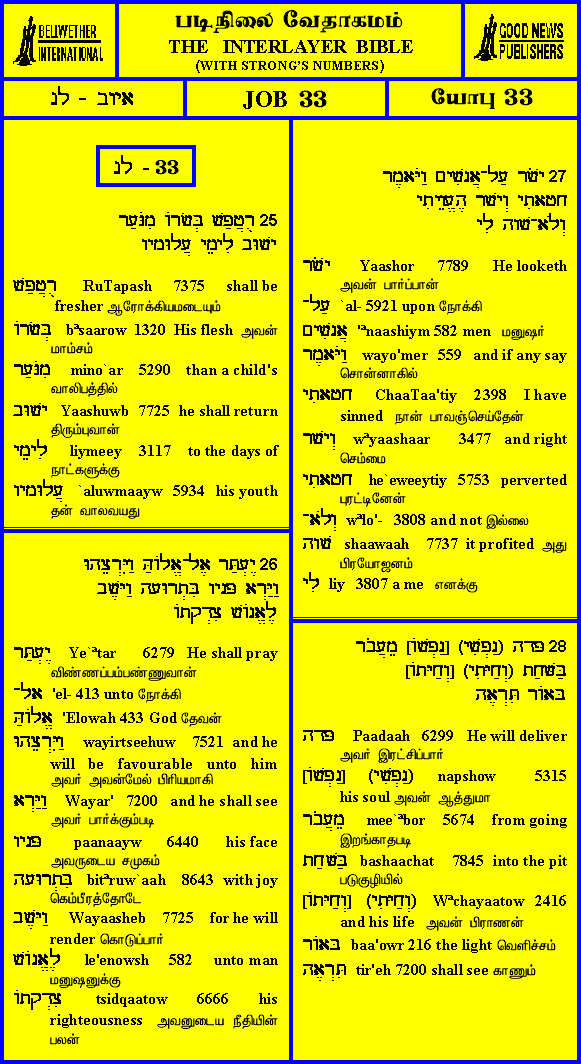 BELLWETHER
INTERNATIONAL
படிநிலை வேதாகமம்
THE INTERLAYER BIBLE
(WITH STRONG'S NUMBERS)
GOOD NEWS
PUBLISHERS
איוב - לג
JOB 33
யோபு 33
לג - 33
25 רֻטֲפַשׁ בְּשָׂרוֹ מִנֹּעַר
יָשׁוּב לִימֵי עֲלוּמָיו
רֻטֲפַשׁ RuTapash 7375 shall be
fresher ஆரோக்கியமடையும்
בְּשָׂרוֹ bªsaarow 1320 His flesh அவன்
மாம்சம்
מִנֹּעַר mino`ar 5290 than a child's
வாலிபத்தில்
יָשׁוּב Yaashuwb 7725 he shall return
திரும்புவான்
לִימֵי liymeey 3117 to the days of
நாட்களுக்கு
עֲלוּמָיו `aluwmaayw 5934 his youth
தன் வாலவயது
26 יֶעְתַּר אֶל־אֱלוֹהַּ וַיִּרְצֵהוּ
וַיַּרְא פָּנָיו בִּתְרוּעָה וַיָּשֶׁב
לֶאֱנוֹשׁ צִדְקָתוֹ
יֶעְתַּר Ye`ªtar 6279 He shall pray
விண்ணப்பம்பண்ணுவான்
אֶל־ 'el- 413 unto நோக்கி
אֱלוֹהַּ 'Elowah 433 God தேவன்
וַיִּרְצֵהוּ wayirtseehuw 7521 and he
will be favourable unto him
அவர் அவன்மேல் பிரியமாகி
וַיַּרְא Wayar' 7200 and he shall see
அவர் பார்க்கும்படி
פָּנָיו paanaayw 6440 his face
அவருடைய சமுகம்
בִּתְרוּעָה bitªruw`aah 8643 with joy
கெம்பீரத்தோடே
וַיָּשֶׁב Wayaasheb 7725 for he will
render கொடுப்பார்
לֶאֱנוֹשׁ le'enowsh 582 unto man
மனுஷனுக்கு
צִדְקָתוֹ tsidqaatow 6666 his
righteousness அவனுடைய நீதியின்
பலன்
27 יָשֹׁר עַל־אֲנָשִׁים וַיֹּאמֶר
חָטָאתִי וְיָשָׁר הֶעֱוֵיתִי
וְלֹא־שָׁוָה לִי
יָשֹׁר Yaashor 7789 He looketh
அவன் பார்ப்பான்
עַל־ `al- 5921 upon நோக்கி
אֲנָשִׁים 'ªnaashiym 582 men மனுஷர்
וַיֹּאמֶר wayo'mer 559 and if any say
சொன்னாகில்
חָטָאתִי ChaaTaa'tiy 2398 I have
sinned நான் பாவஞ்செய்தேன்
וְיָשָׁר wªyaashaar 3477 and right
செம்மை
חָטָאתִי he`eweeytiy 5753 perverted
புரட்டினேன்
וְלֹא־ wªlo'- 3808 and not இல்லை
שָׁוָה shaawaah 7737 it profited அது
பிரயோஜனம்
לִי liy 3807 a me எனக்கு
28 פָּדָה (נַפְשִׁי) [נַפְשׁוֹ] מֵעֲבֹר
בַּשָּׁחַת (וְחַיָּתִי) [וְחַיָּתוֹ]
בָּאוֹר תִּרְאֶה
פָּדָה Paadaah 6299 He will deliver
அவர் இரட்சிப்பார்
(נַפְשִׁי) [נַפְשׁוֹ] napshow 5315
his soul அவன் ஆத்துமா
מֵעֲבֹר mee`ªbor 5674 from going
இறங்காதபடி
בַּשַּׁחַת bashaachat 7845 into the pit
படுகுழியில்
(וְחַיָּתִי) [וְחַיָּתוֹ] Wªchayaatow 2416
and his life அவன் பிராணன்
בָּאוֹר baa'owr 216 the light வெளிச்சம்
תִּרְאֶה tir'eh 7200 shall see காணும்